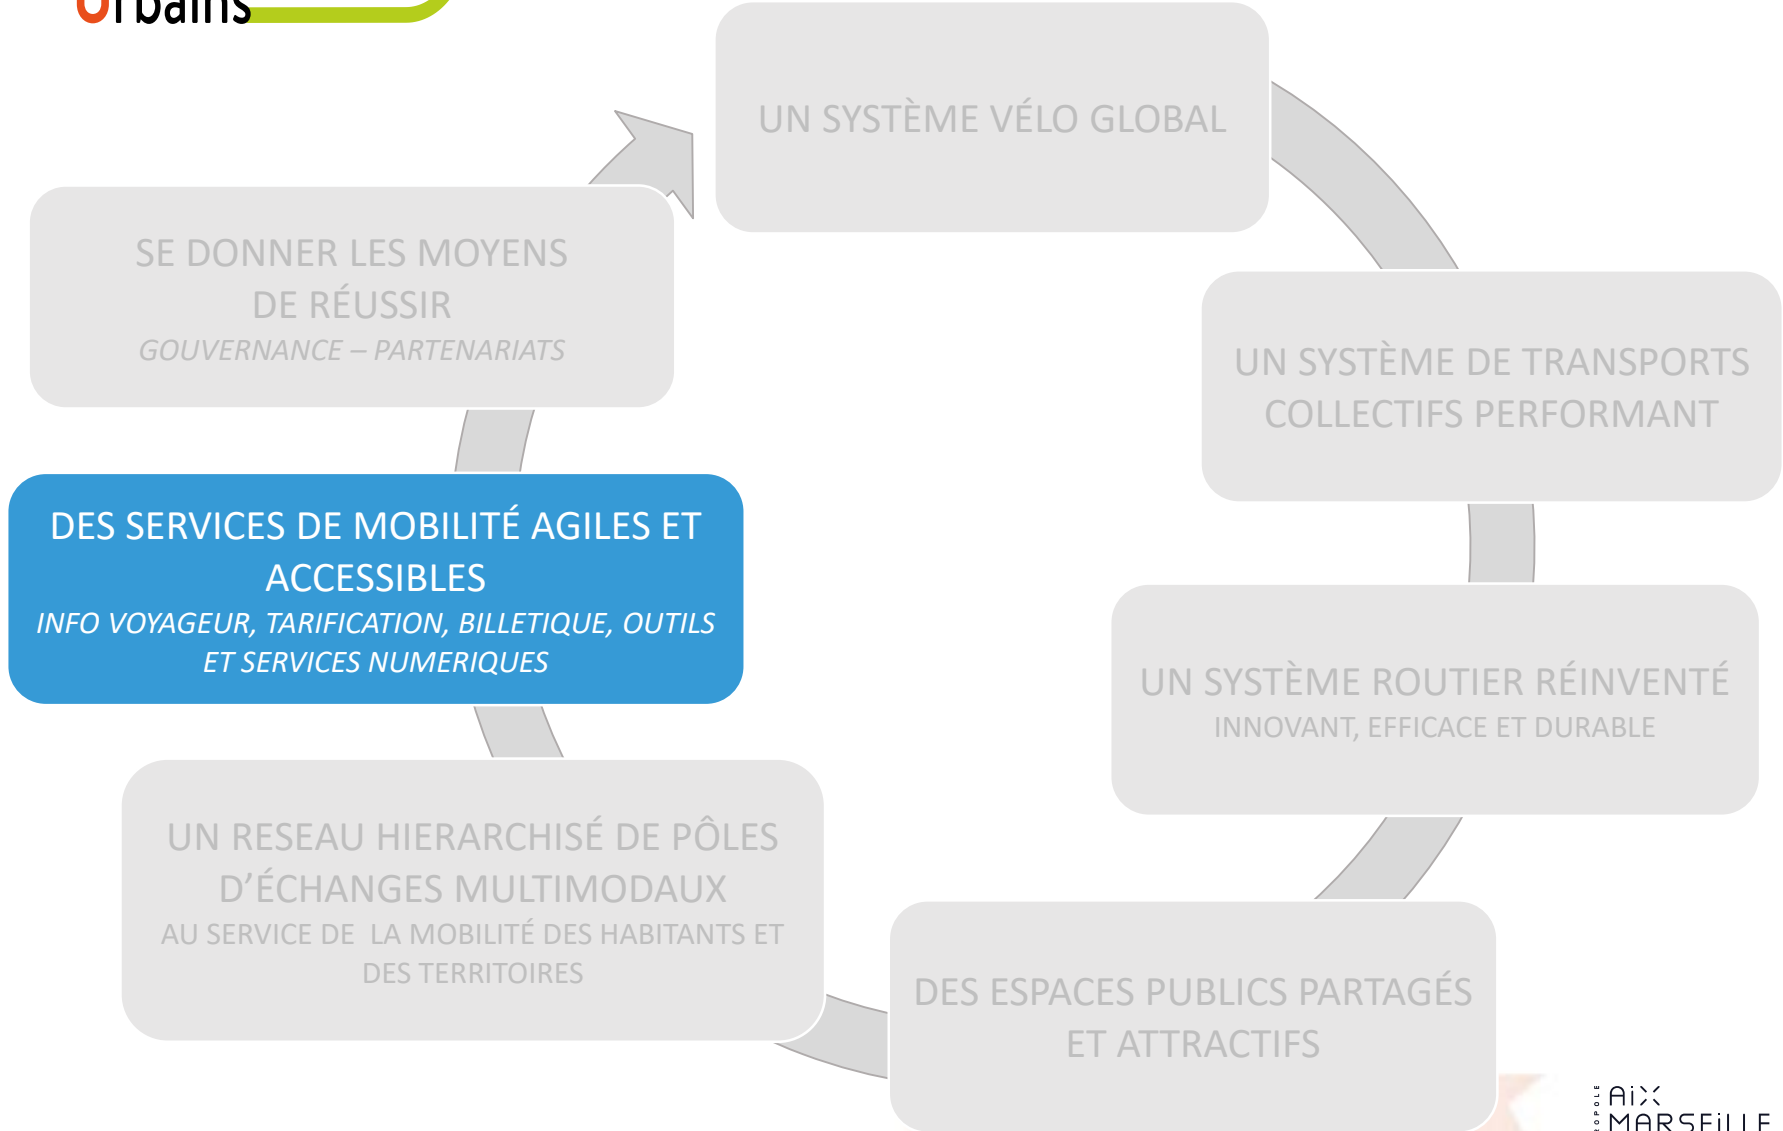 Urbains
UN SYSTÈME VÉLO GLOBAL
SE DONNER LES MOYENS
DE RÉUSSIR
GOUVERNANCE – PARTENARIATS
UN SYSTÈME DE TRANSPORTS
COLLECTIFS PERFORMANT
DES SERVICES DE MOBILITÉ AGILES ET
ACCESSIBLES
INFO VOYAGEUR, TARIFICATION, BILLETIQUE, OUTILS
ET SERVICES NUMERIQUES
UN SYSTÈME ROUTIER RÉINVENTÉ
INNOVANT, EFFICACE ET DURABLE
UN RESEAU HIERARCHISÉ DE PÔLES
D’ÉCHANGES MULTIMODAUX
AU SERVICE DE  LA MOBILITÉ DES HABITANTS ET
DES TERRITOIRES
DES ESPACES PUBLICS PARTAGÉS
ET ATTRACTIFS
AiX
MARSEiLLE